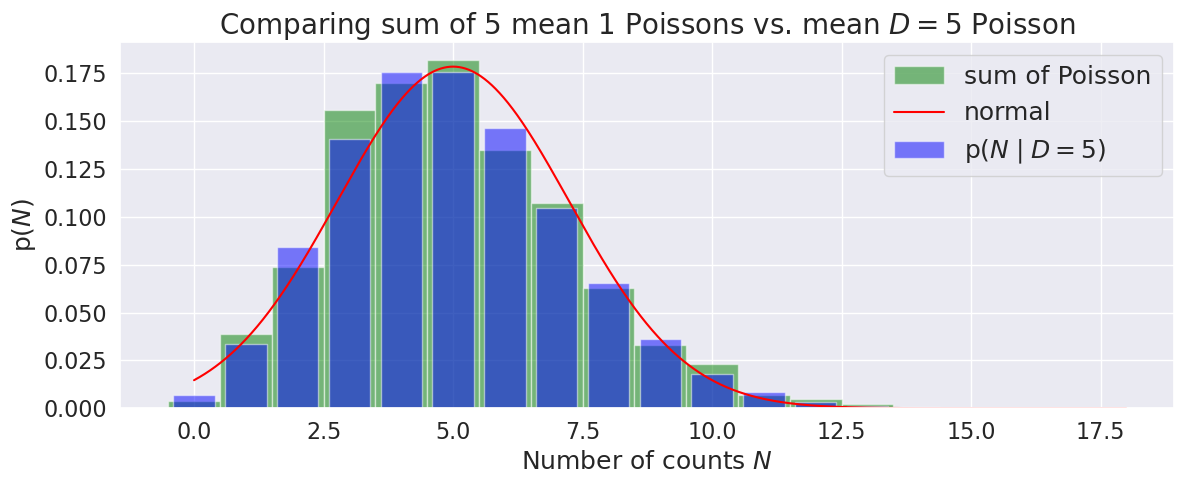 Comparing sum of 5 mean 1 Poissons vs. mean D = 5 Poisson
0.175
0.150
0.125
0.100
0.075
0.050
0.025
0.000
p(N)
sum of Poisson
normal
p(N | D = 5)
0.0 2.5 5.0 7.5 10.0 12.5 15.0 17.5
Number of counts N